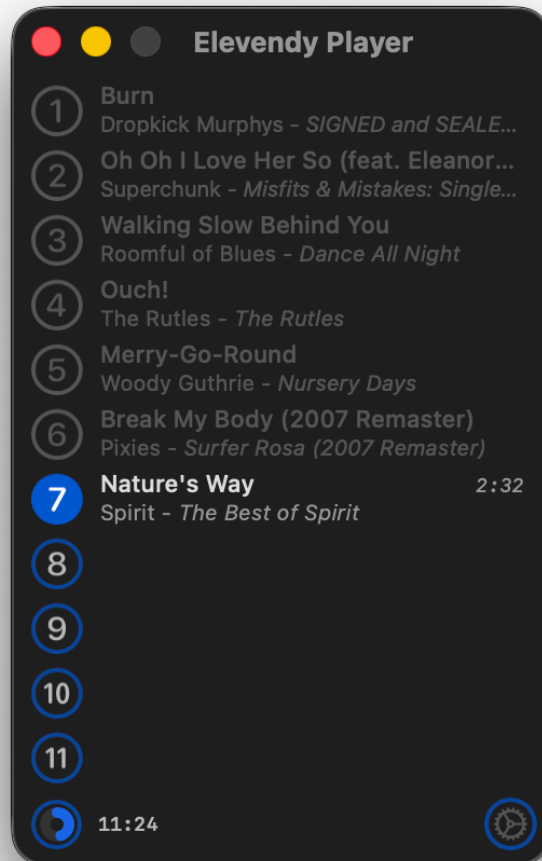 Elevendy Player
1
Burn
Dropkick Murphys - SIGNED and SEALE...
2
Oh Oh I Love Her So (feat. Eleanor...
Superchunk - Misfits & Mistakes: Single...
3
Walking Slow Behind You
Roomful of Blues - Dance All Night
4
Ouch!
The Rutles - The Rutles
5
Merry-Go-Round
Woody Guthrie - Nursery Days
6
Break My Body (2007 Remaster)
Pixies - Surfer Rosa (2007 Remaster)
7
Nature's Way 2:32
Spirit - The Best of Spirit
8
9
10
11
11:24